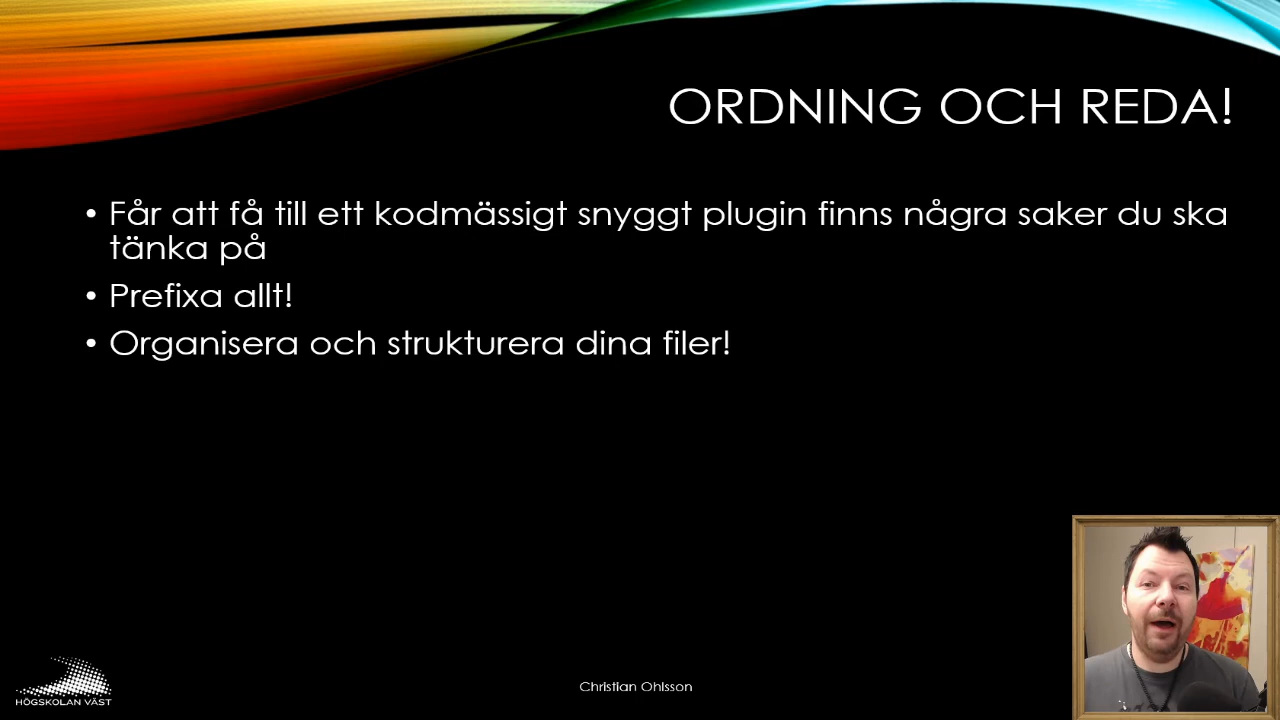 ORDNING OCH REDA!
• Får att få till ett kodmässigt snyggt plugin finns några saker du ska
tänka på
• Prefixa allt!
• Organisera och strukturera dina filer!
HÖGSKOLAN VÄST
Christian Ohlsson